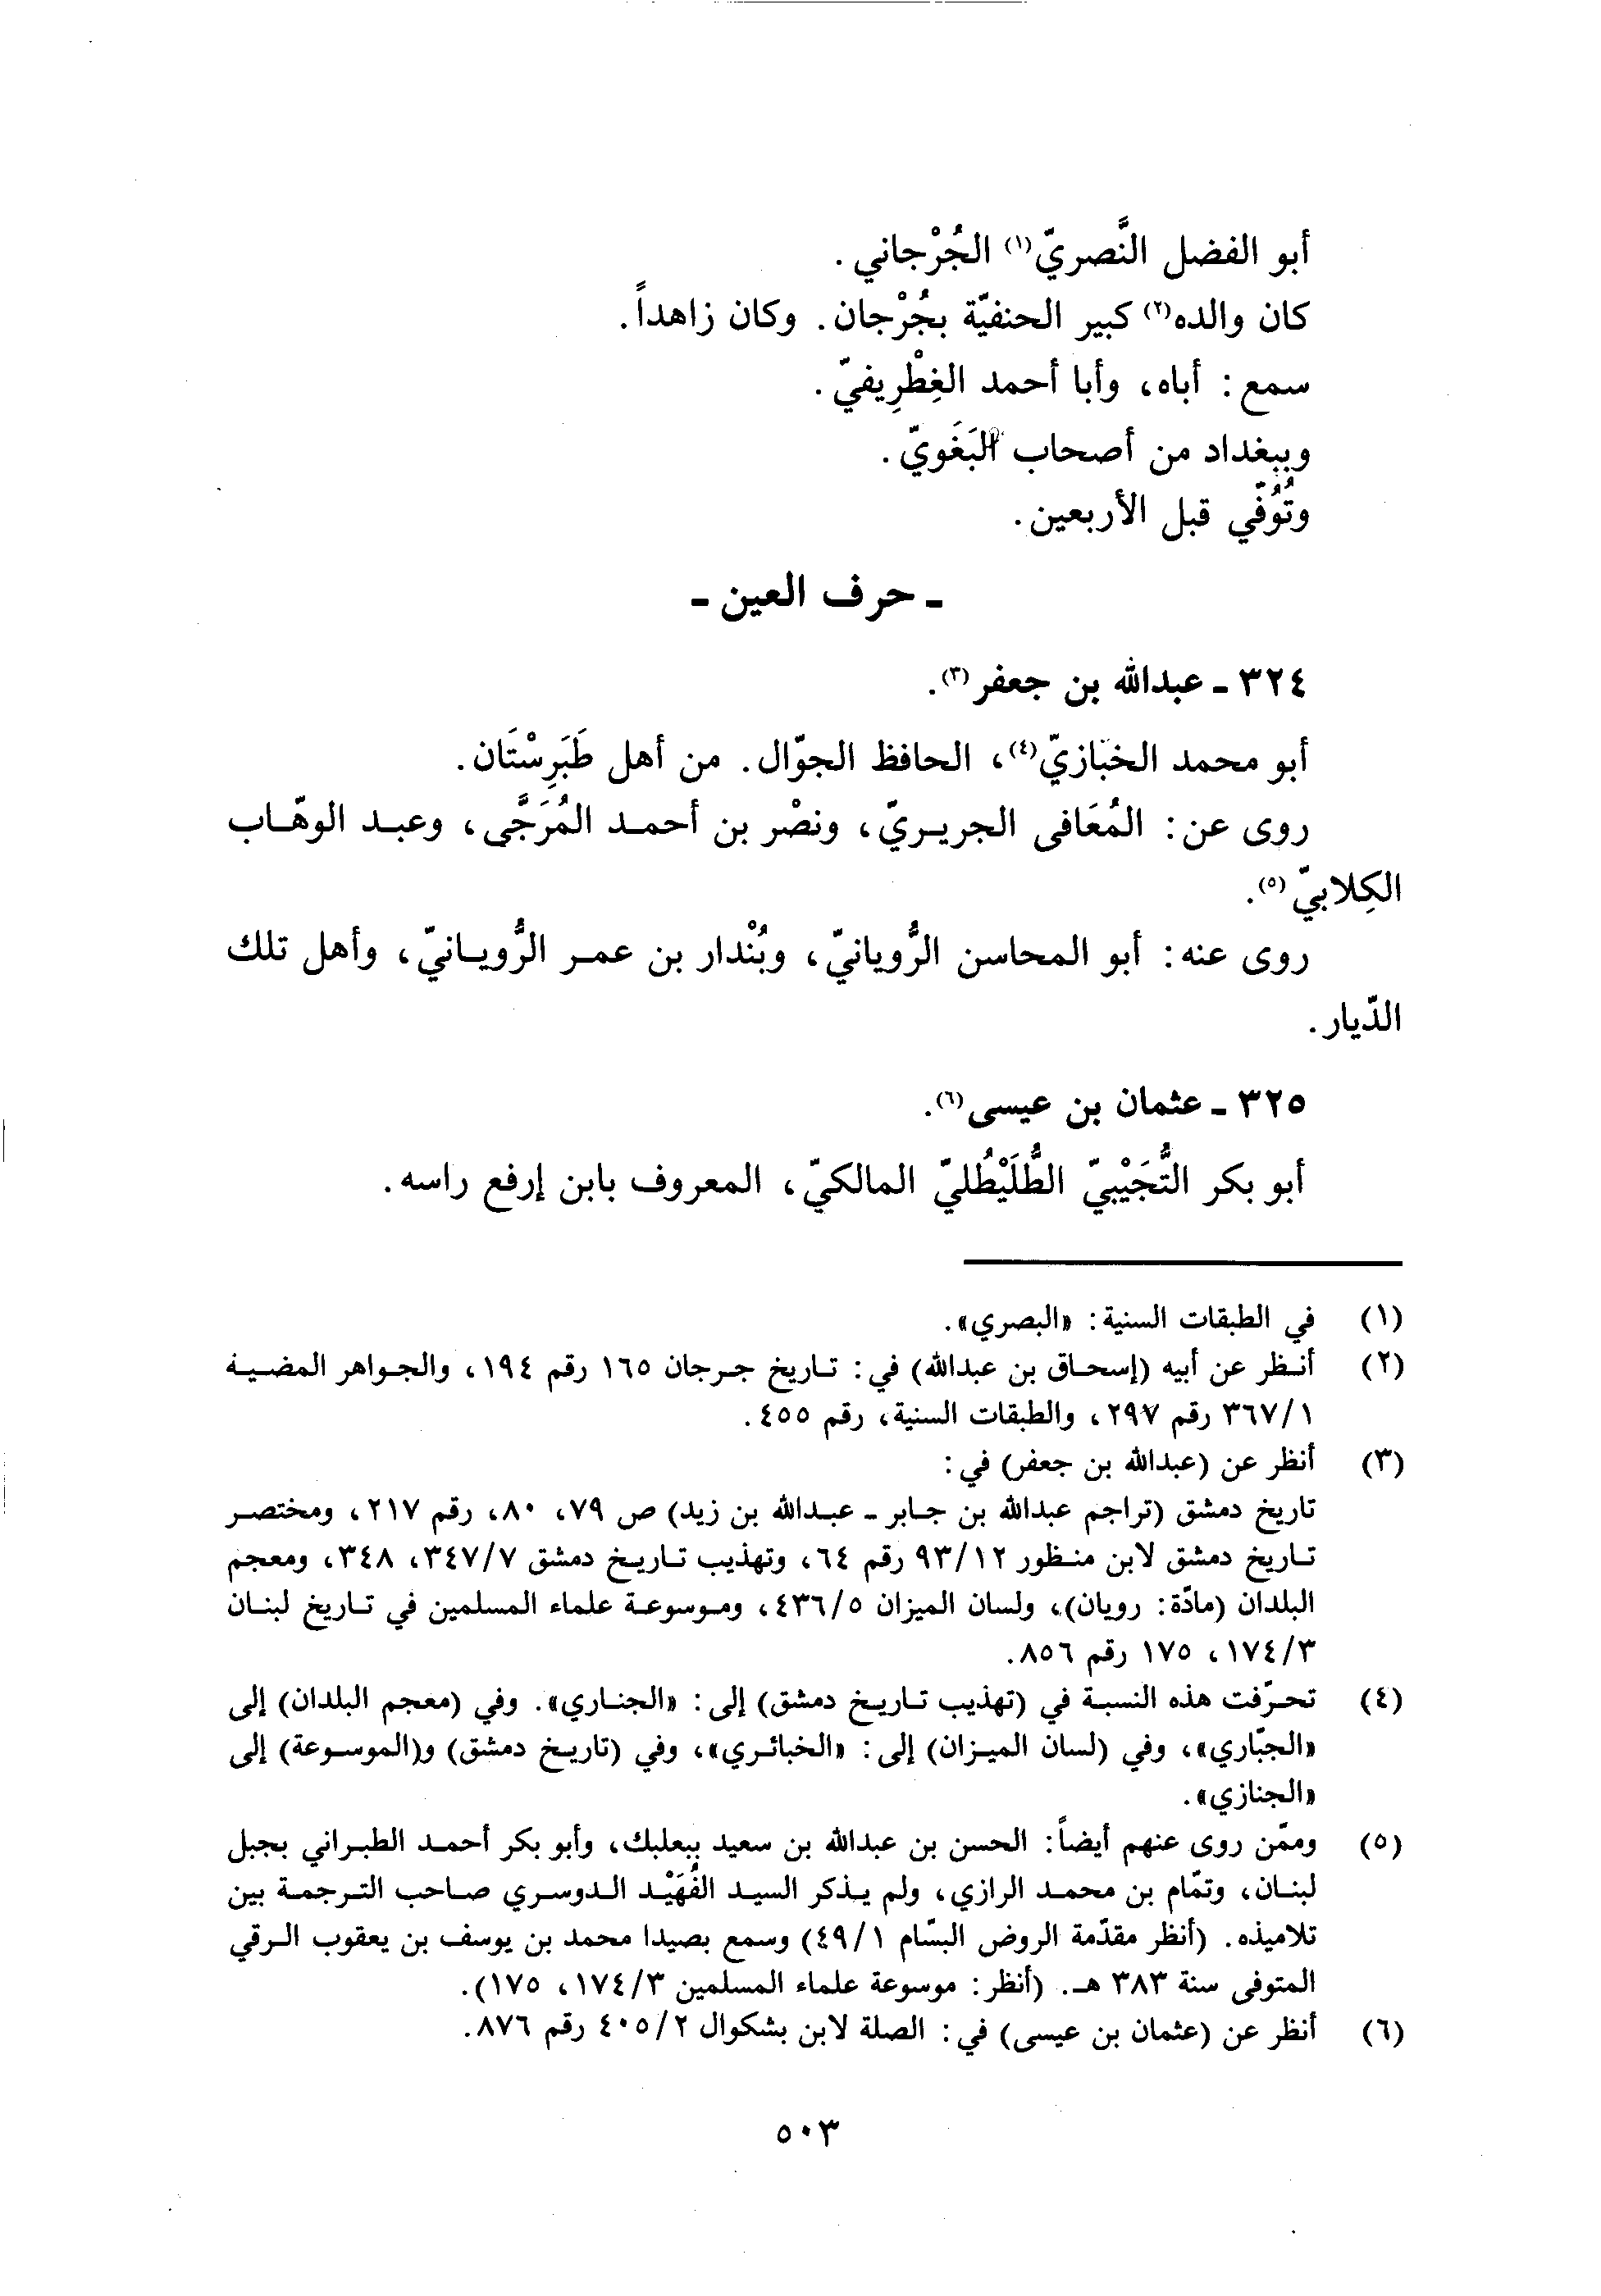 أبو الفضل النَّصريّ(١) الجُرْجاني.
كان والده(٢) كبير الحنفيّة بجُرْجان. وكان زاهداً.
سمع: أباه، وأبا أحمد الغِطْرِيفيّ.
وببغداد من أصحاب البَغَويّ.
وتُوُفّي قبل الأربعين.
ـ حرف العين ـ
٣٢٤ ـ عبدالله بن جعفر(٣).
أبو محمد الخبّازيّ(٤)، الحافظ الجوّال. من أهل طَبَرِسْتَان.
روى عن: المُعَافى الجريريّ، ونصْر بن أحمد المُرَجَّى، وعبد الوهّاب
الكِلابيّ(٥).
روى عنه: أبو المحاسن الرُّويانيّ، وبُنْدار بن عمر الرُّويانيّ، وأهل تلك
الدّيار.
٣٢٥ ـ عثمان بن عيسى(٦).
أبو بكر التُّجَيْبيّ الطُّلَيْطُليّ المالكيّ، المعروف بابن إرفع راسه.
(١) في الطبقات السنية: «البصري».
(٢) أنظر عن أبيه (إسحاق بن عبدالله) في: تاريخ جرجان ١٦٥ رقم ١٩٤، والجواهر المضية
٣٦٧/١ رقم ٢٩٧، والطبقات السنية، رقم ٤٥٥.
(٣) أنظر عن (عبدالله بن جعفر) في:
تاريخ دمشق (تراجم عبدالله بن جابر ـ عبدالله بن زيد) ص ٧٩، ٨٠، رقم ٢١٧، ومختصر
تاريخ دمشق لابن منظور ٩٣/١٢ رقم ٦٤، وتهذيب تاريخ دمشق ٣٤٧/٧، ٣٤٨، ومعجم
البلدان (مادّة: رويان)، ولسان الميزان ٤٣٦/٥، وموسوعة علماء المسلمين في تاريخ لبنان
١٧٤/٣، ١٧٥ رقم ٨٥٦.
(٤) تحرّفت هذه النسبة في (تهذيب تاريخ دمشق) إلى: «الجناري». وفي (معجم البلدان) إلى
«الجبّاري»، وفي (لسان الميزان) إلى: «الخبائري»، وفي (تاريخ دمشق) و(الموسوعة) إلى
«الجنازي».
(٥) وممّن روى عنهم أيضاً: الحسن بن عبدالله بن سعيد ببعلبك، وأبو بكر أحمد الطبراني بجبل
لبنان، وتمّام بن محمد الرازي، ولم يذكر السيد الفُهَيْد الدوسري صاحب الترجمة بين
تلاميذه. (أنظر مقدّمة الروض البسّام ٤٩/١) وسمع بصيدا محمد بن يوسف بن يعقوب الرقي
المتوفى سنة ٣٨٣ هـ. (أنظر: موسوعة علماء المسلمين ١٧٤/٣، ١٧٥).
(٦) أنظر عن (عثمان بن عيسى) في: الصلة لابن بشكوال ٤٠٥/٢ رقم ٨٧٦.
٥٠٣